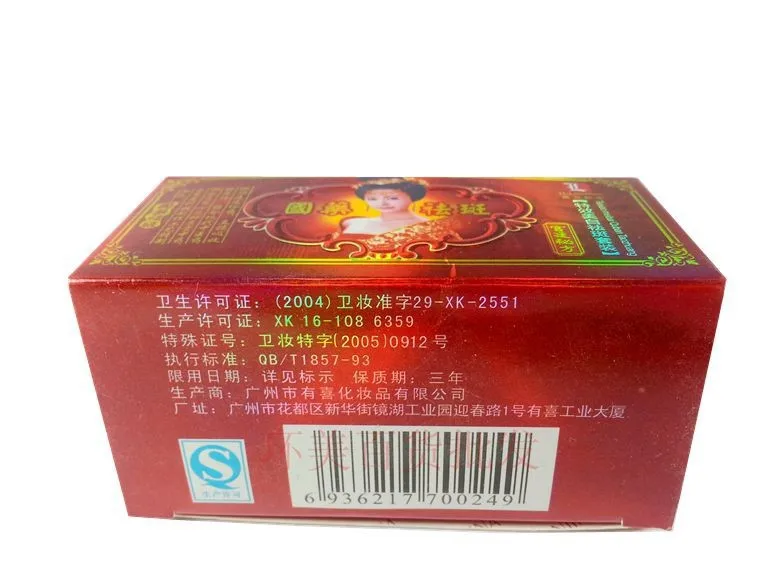 國 祛斑
卫生许可证：(2004)卫妆准字29-XK-2551
生产许可证：XK 16-108 6359
特殊证号：卫妆特字(2005)0912号
执行标准：QB/T1857-93
限用日期：详见标示 保质期：三年
生产商：广州市有喜化妆品有限公司
厂址：广州市花都区新华街镜湖工业园迎春路1号有喜工业大厦
S
生产许可
6 936217 700249